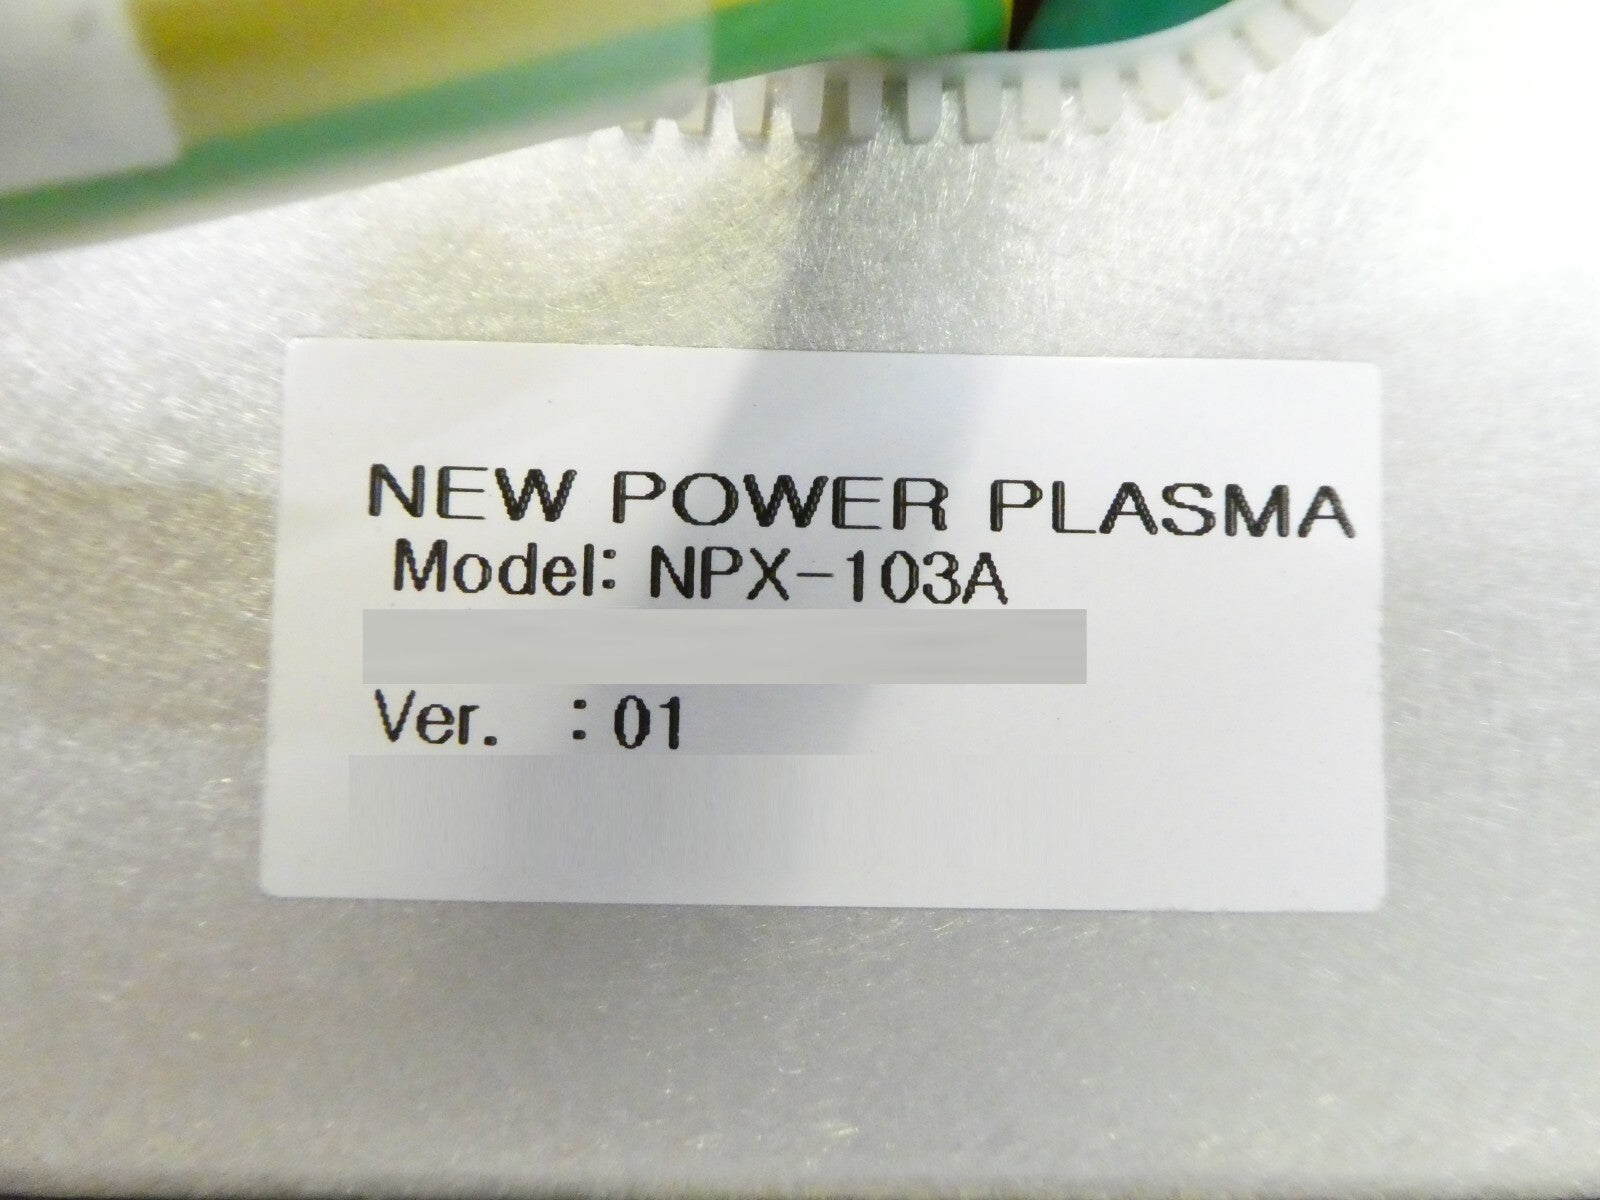 NEW POWER PLASMA
Model: NPX-103A
Ver. : 01